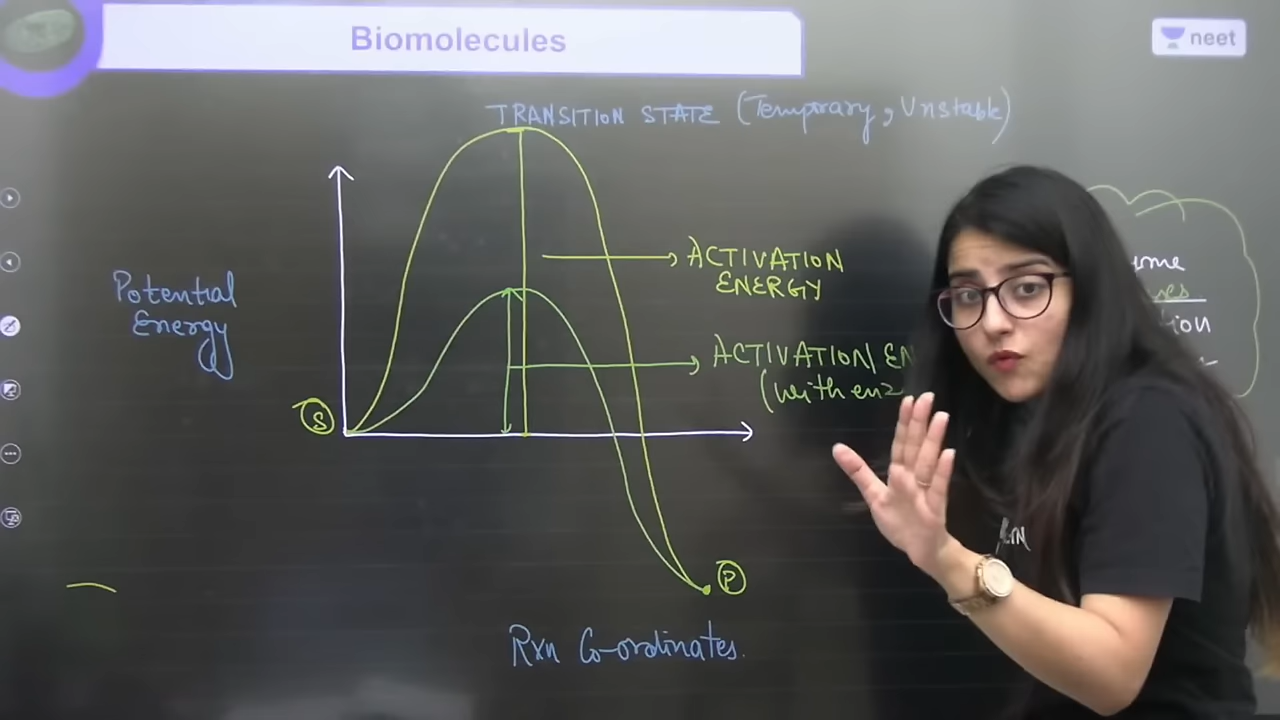 Biomolecules
neet
TRANSITION STATE (Temporary, Unstable)
ACTIVATION
ENERGY
Potential
Energy
ACTIVATION EN
(with enz
S
P
Rxn Co-ordinates.